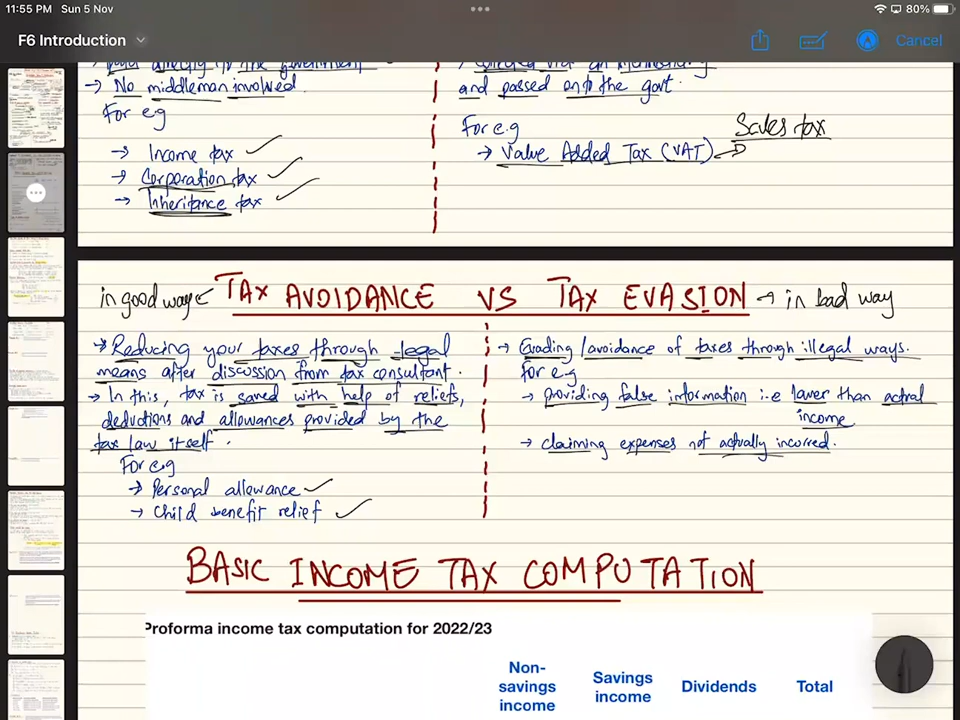 11:55 PM Sun 5 Nov
80%
F6 Introduction
Cancel
directly to the government
→ No middleman involved.
For e.g
→ Income tax
→ Corporation tax
→ Inheritance tax
and passed onto the govt.
For e.g
→ Value Added Tax (VAT) → Sales tax
in good way ← TAX AVOIDANCE VS TAX EVASION → in bad way
→ Reducing your taxes through legal
means after discussion from tax consultant.
→ In this, tax is saved with help of reliefs,
deductions and allowances provided by the
tax law itself.
For e.g
→ Personal allowance
→ Child benefit relief
→ Evading /avoidance of taxes through illegal ways.
For e.g
→ providing false information i.e lower than actual
income
→ claiming expenses not actually incurred.
BASIC INCOME TAX COMPUTATION
Proforma income tax computation for 2022/23
Non-
savings
income
Savings
income
Dividends
Total